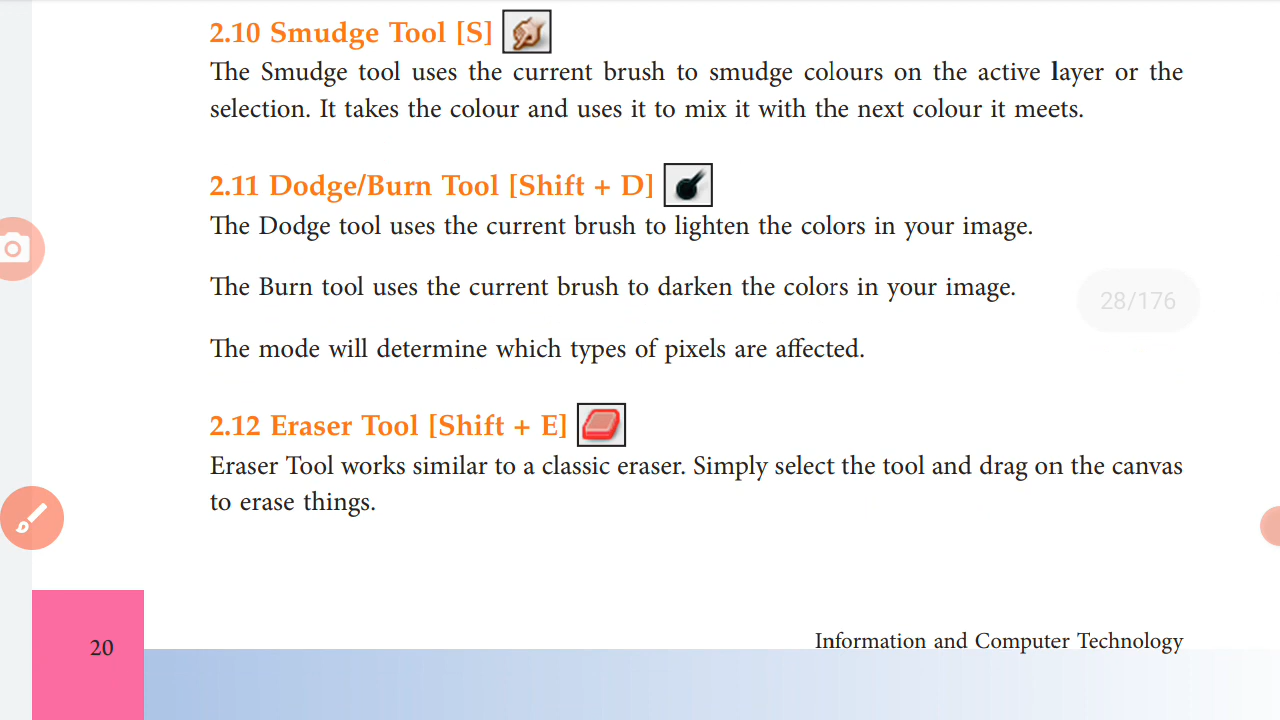 2.10 Smudge Tool [S]
The Smudge tool uses the current brush to smudge colours on the active layer or the
selection. It takes the colour and uses it to mix it with the next colour it meets.
2.11 Dodge/Burn Tool [Shift + D]
The Dodge tool uses the current brush to lighten the colors in your image.
The Burn tool uses the current brush to darken the colors in your image.
28/176
The mode will determine which types of pixels are affected.
2.12 Eraser Tool [Shift + E]
Eraser Tool works similar to a classic eraser. Simply select the tool and drag on the canvas
to erase things.
20
Information and Computer Technology